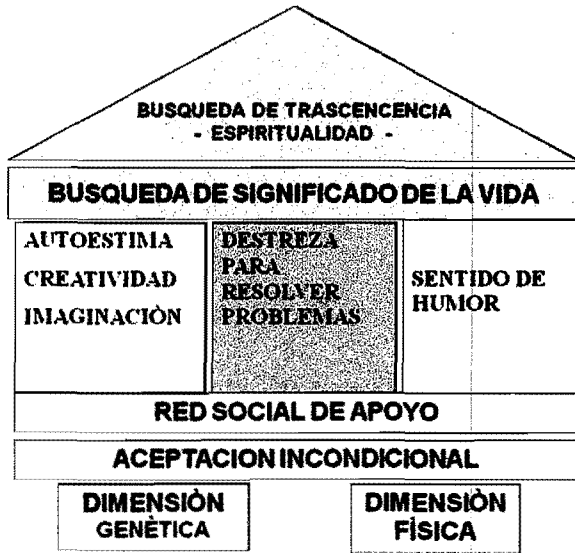 BUSQUEDA DE TRASCENCENCIA
- ESPIRITUALIDAD -
BUSQUEDA DE SIGNIFICADO DE LA VIDA
AUTOESTIMA
CREATIVIDAD
IMAGINACIÒN
DESTREZA
PARA
RESOLVER
PROBLEMAS
SENTIDO DE
HUMOR
RED SOCIAL DE APOYO
ACEPTACION INCONDICIONAL
DIMENSIÒN
GENÈTICA
DIMENSIÒN
FÌSICA